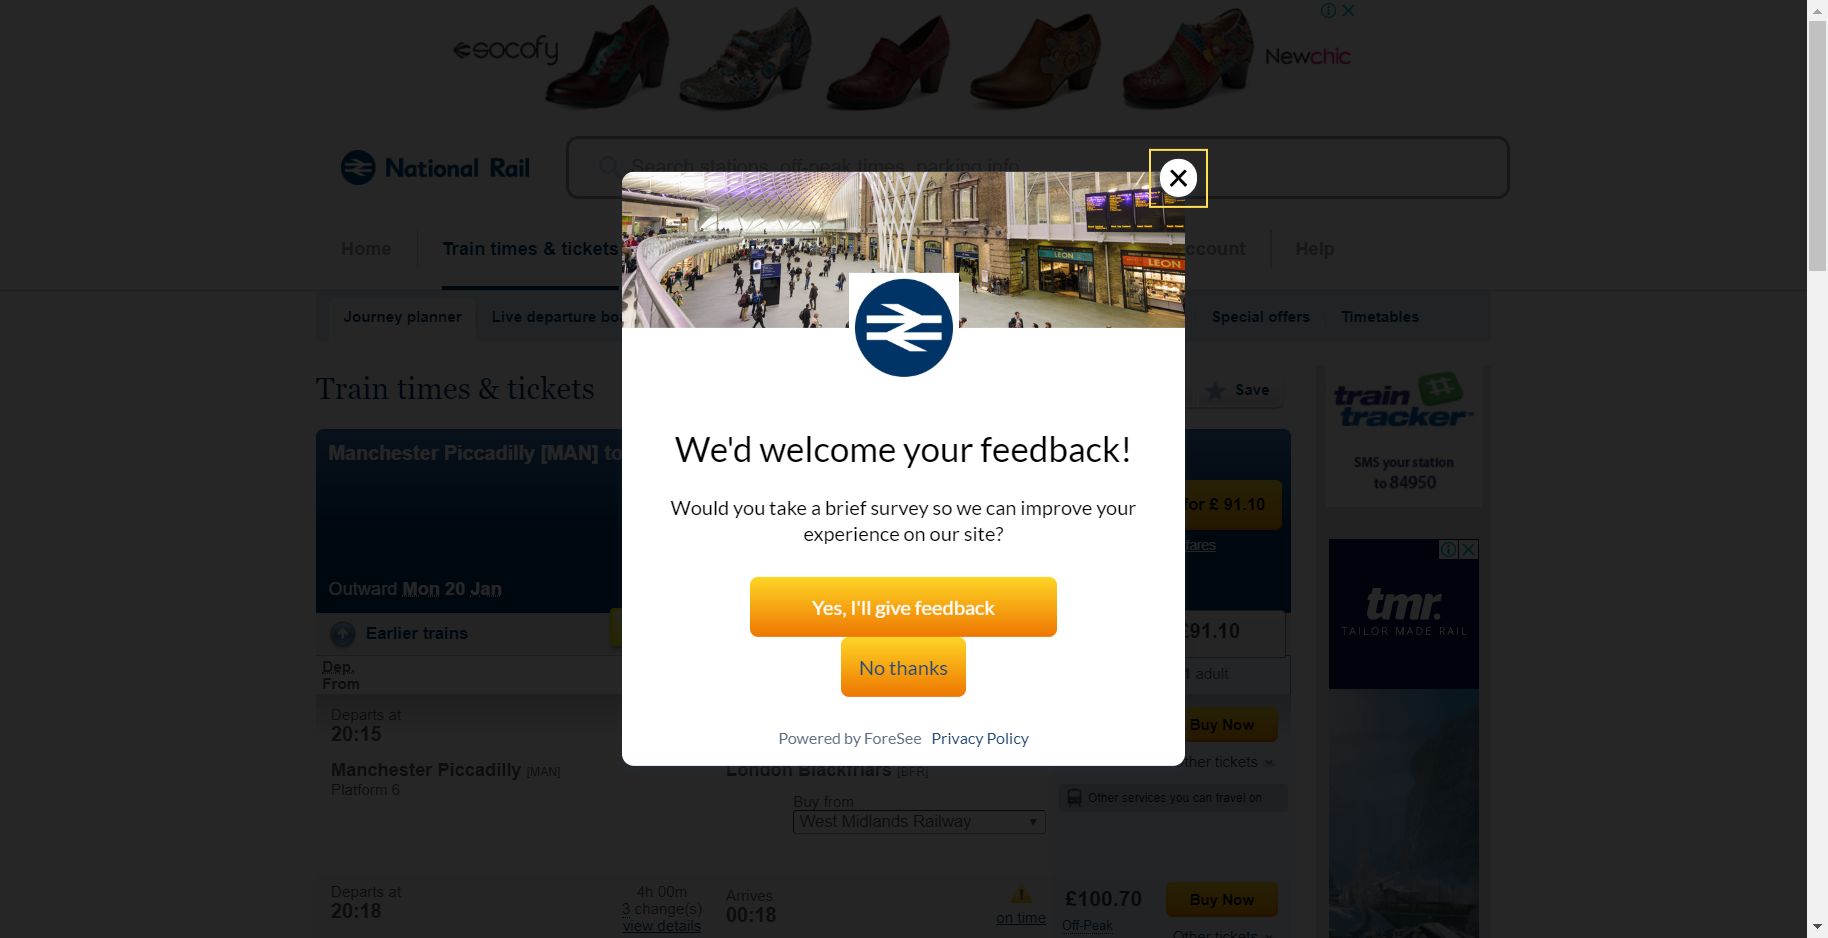 socofy
Newchic
National Rail
Search stations, off-peak times, parking info
Home
Train times & tickets
ccount
Help
Journey planner
Live departure bo
Special offers
Timetables
Train times & tickets
Save
Manchester Piccadilly [MAN] to
for £ 91.10
fares
Outward Mon 20 Jan
Earlier trains
£91.10
Dep.
From
1 adult
Departs at
20:15
Buy Now
Manchester Piccadilly [MAN]
Platform 6
London Blackfriars [BFR]
ther tickets
Buy from
West Midlands Railway
Other services you can travel on
Departs at
20:18
4h 00m
3 change(s)
view details
Arrives
00:18
on time
£100.70
Off-Peak
Buy Now
Other tickets
LEON
LEON
We'd welcome your feedback!
Would you take a brief survey so we can improve your
experience on our site?
Yes, I'll give feedback
No thanks
Powered by ForeSee Privacy Policy
train
tracker
SMS your station
to 84950
tmr.
TAILOR MADE RAIL